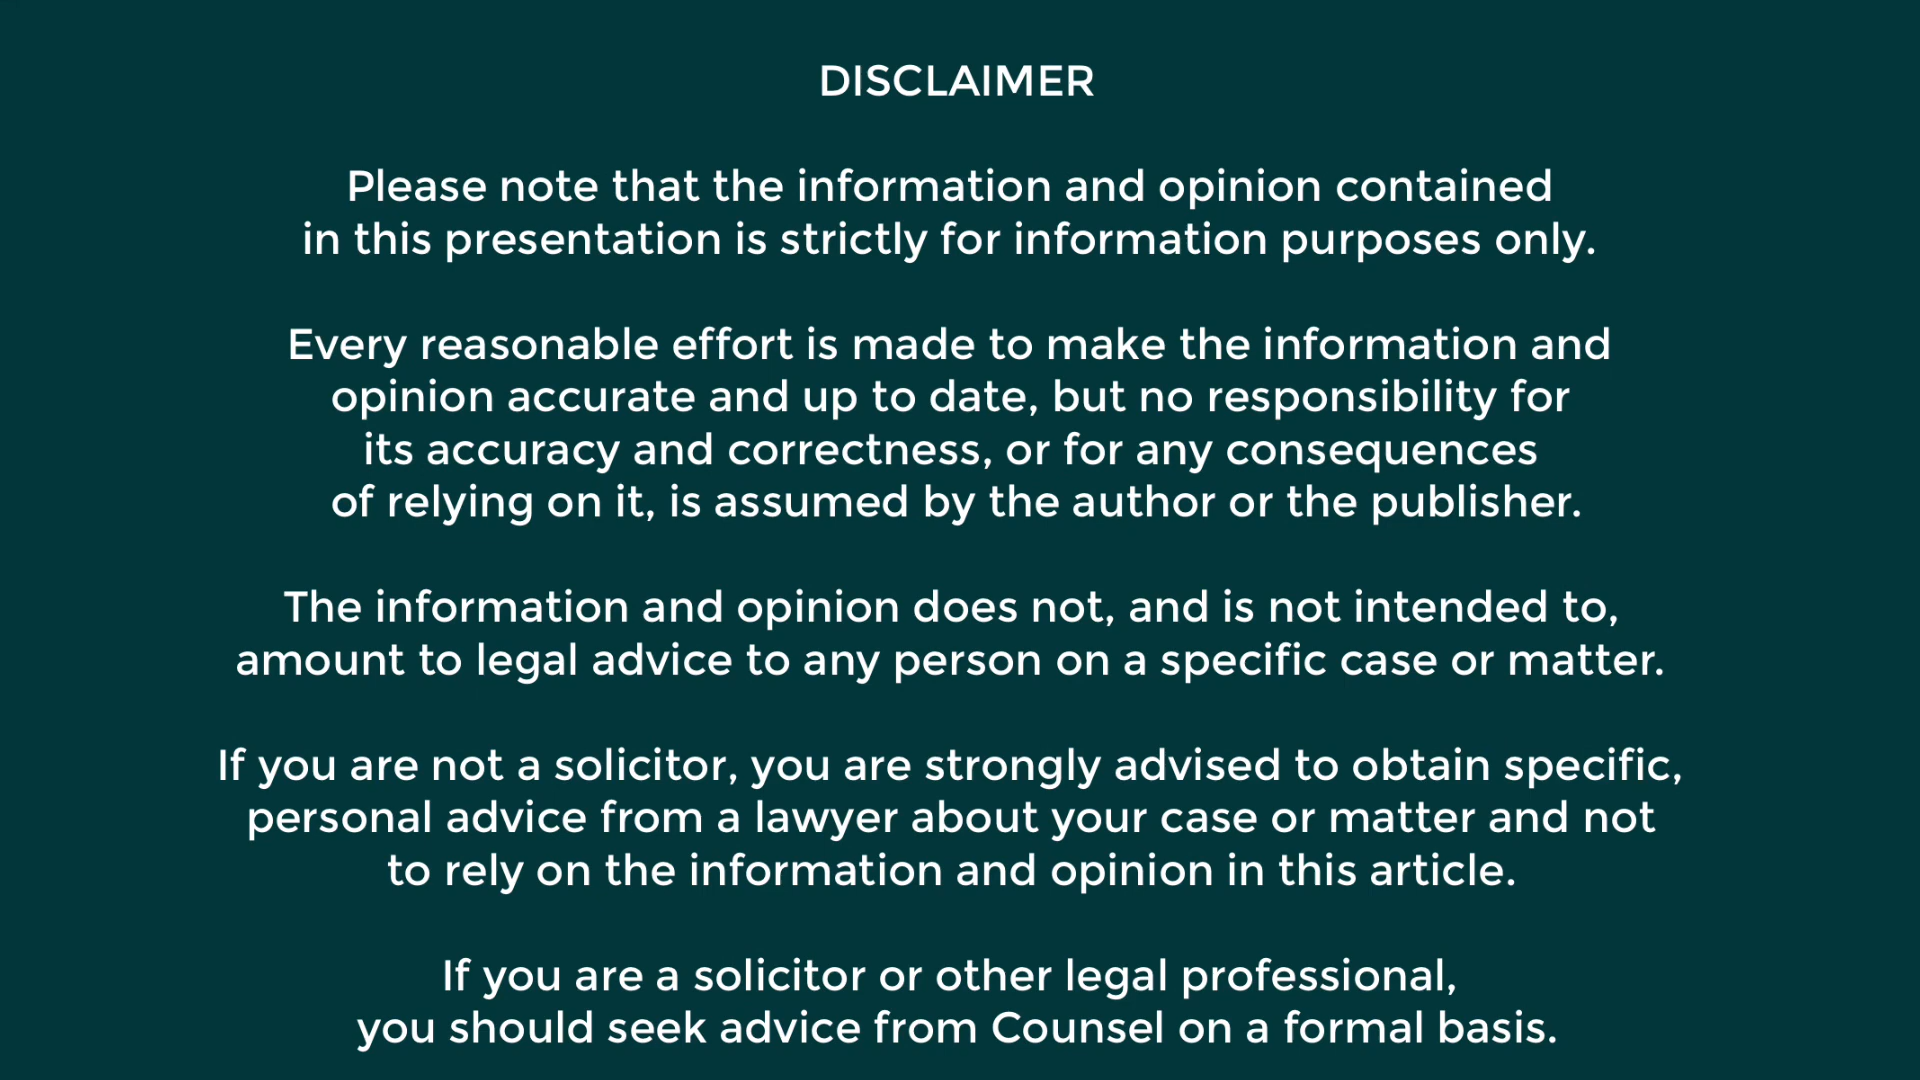 DISCLAIMER
Please note that the information and opinion contained
in this presentation is strictly for information purposes only.
Every reasonable effort is made to make the information and
opinion accurate and up to date, but no responsibility for
its accuracy and correctness, or for any consequences
of relying on it, is assumed by the author or the publisher.
The information and opinion does not, and is not intended to,
amount to legal advice to any person on a specific case or matter.
If you are not a solicitor, you are strongly advised to obtain specific,
personal advice from a lawyer about your case or matter and not
to rely on the information and opinion in this article.
If you are a solicitor or other legal professional,
you should seek advice from Counsel on a formal basis.